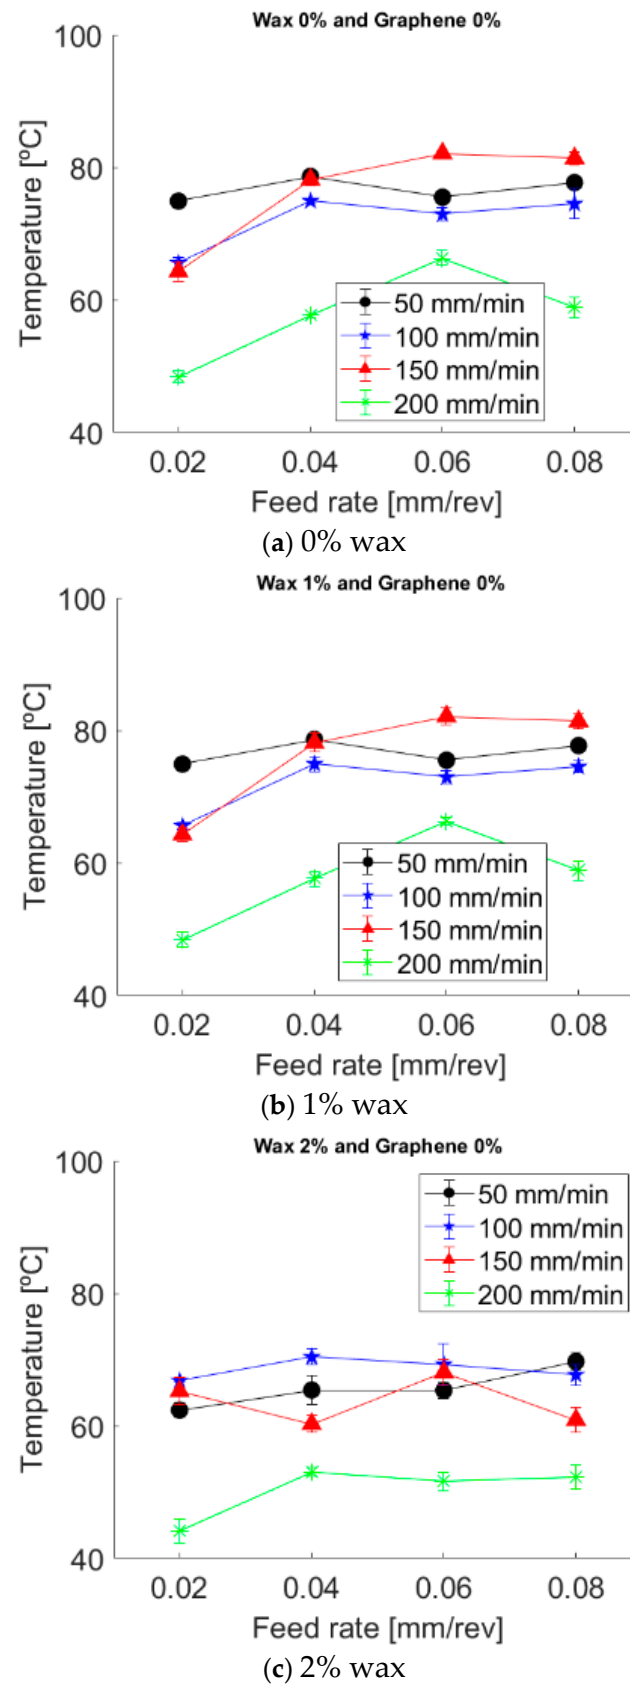 Wax 0% and Graphene 0%
100
80
60
40
Temperature [ºC]
50 mm/min
100 mm/min
150 mm/min
200 mm/min
0.02 0.04 0.06 0.08
Feed rate [mm/rev]
(a) 0% wax
Wax 1% and Graphene 0%
100
80
60
40
Temperature [ºC]
50 mm/min
100 mm/min
150 mm/min
200 mm/min
0.02 0.04 0.06 0.08
Feed rate [mm/rev]
(b) 1% wax
Wax 2% and Graphene 0%
100
80
60
40
Temperature [ºC]
50 mm/min
100 mm/min
150 mm/min
200 mm/min
0.02 0.04 0.06 0.08
Feed rate [mm/rev]
(c) 2% wax